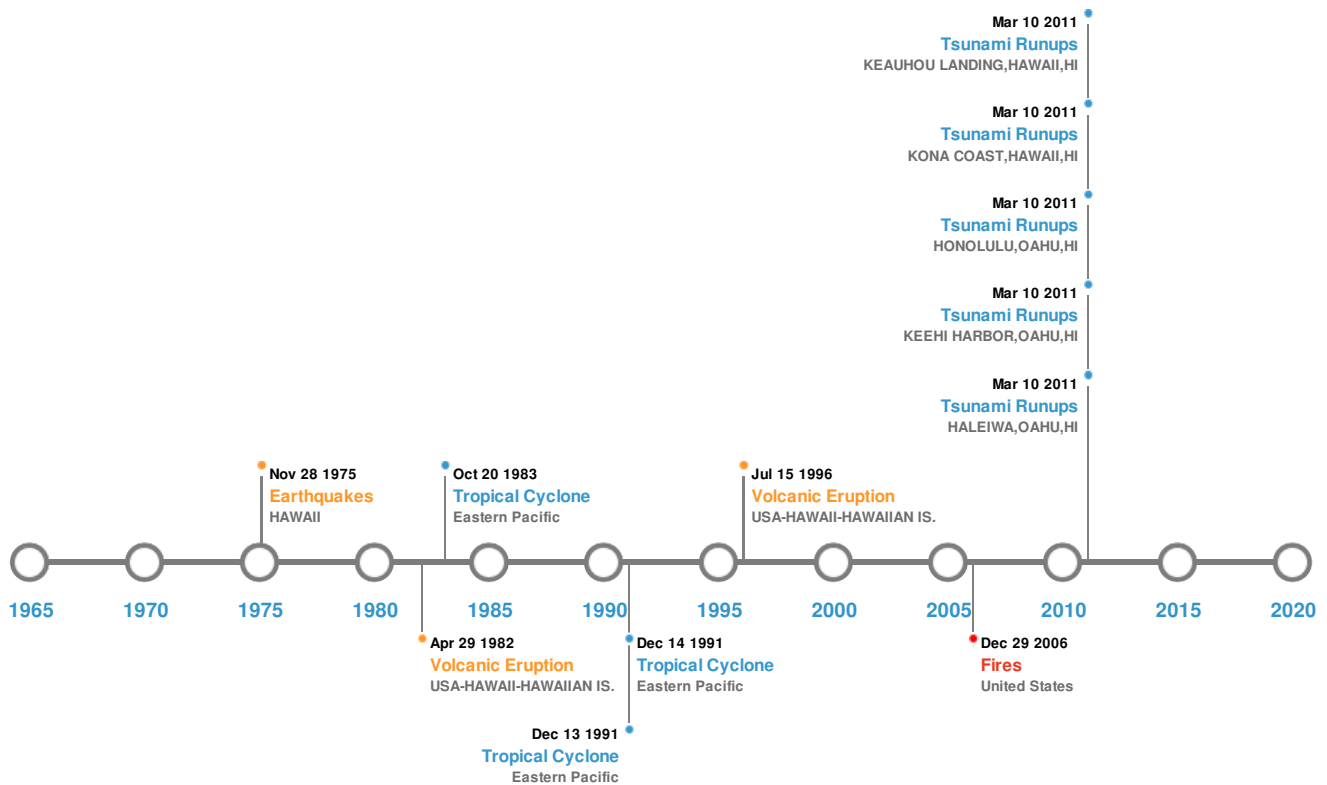 Mar 10 2011
Tsunami Runups
KEAUHOU LANDING,HAWAII,HI
Mar 10 2011
Tsunami Runups
KONA COAST,HAWAII,HI
Mar 10 2011
Tsunami Runups
HONOLULU,OAHU,HI
Mar 10 2011
Tsunami Runups
KEEHI HARBOR,OAHU,HI
Mar 10 2011
Tsunami Runups
HALEIWA,OAHU,HI
Nov 28 1975
Earthquakes
HAWAII
Oct 20 1983
Tropical Cyclone
Eastern Pacific
Jul 15 1996
Volcanic Eruption
USA-HAWAII-HAWAIIAN IS.
1965 1970 1975 1980 1985 1990 1995 2000 2005 2010 2015 2020
Apr 29 1982
Volcanic Eruption
USA-HAWAII-HAWAIIAN IS.
Dec 14 1991
Tropical Cyclone
Eastern Pacific
Dec 29 2006
Fires
United States
Dec 13 1991
Tropical Cyclone
Eastern Pacific